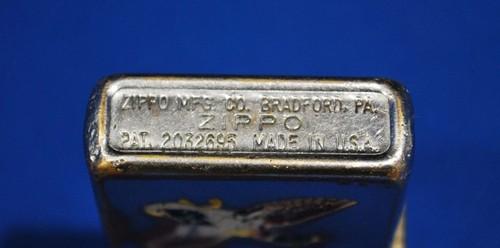 ZIPPO MFG. CO. BRADFORD. PA.
ZIPPO
PAT. 2032695 MADE IN U.S.A.